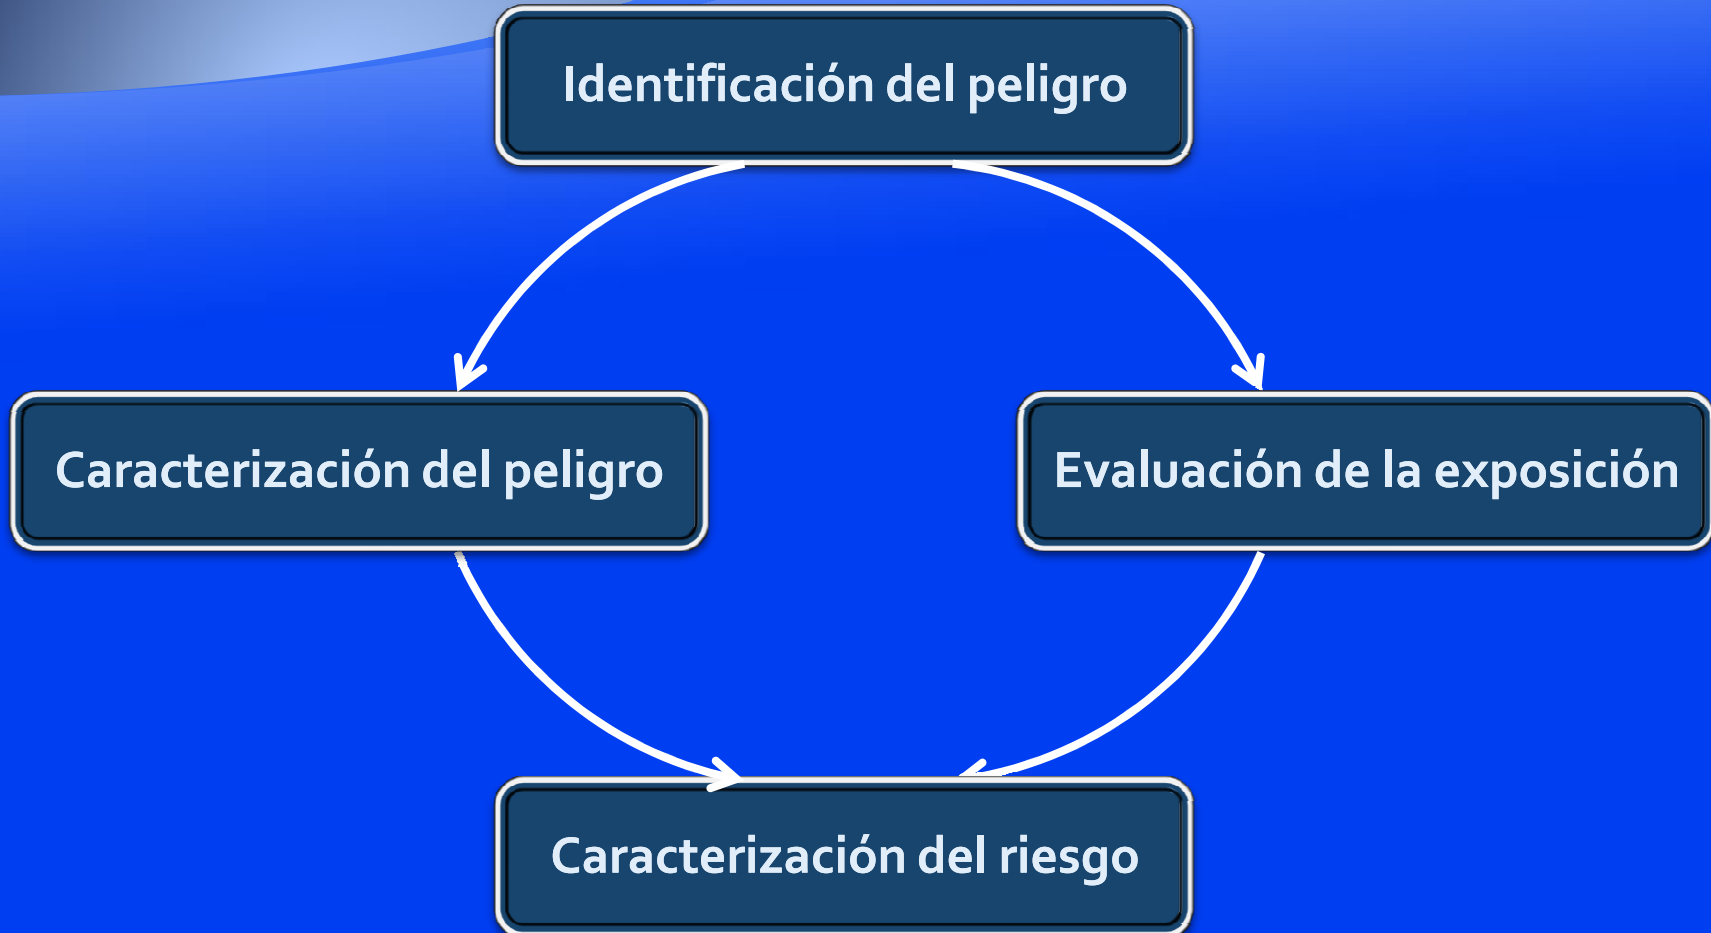 Identificación del peligro
Caracterización del peligro
Evaluación de la exposición
Caracterización del riesgo